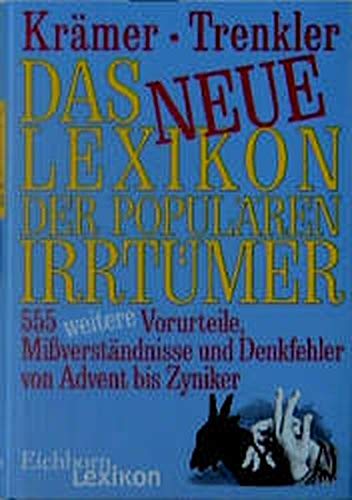 Krämer • Trenkler
DAS NEUE
LEXIKON
DER POPULÄREN
IRRTÜMER
555 weitere Vorurteile,
Mißverständnisse und Denkfehler
von Advent bis Zyniker
Eichborn
Lexikon